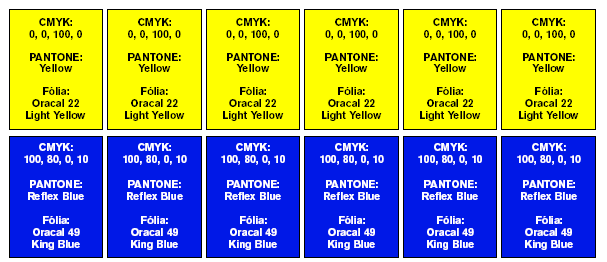 CMYK:
0, 0, 100, 0
PANTONE:
Yellow
Fólia:
Oracal 22
Light Yellow
CMYK:
0, 0, 100, 0
PANTONE:
Yellow
Fólia:
Oracal 22
Light Yellow
CMYK:
0, 0, 100, 0
PANTONE:
Yellow
Fólia:
Oracal 22
Light Yellow
CMYK:
0, 0, 100, 0
PANTONE:
Yellow
Fólia:
Oracal 22
Light Yellow
CMYK:
0, 0, 100, 0
PANTONE:
Yellow
Fólia:
Oracal 22
Light Yellow
CMYK:
0, 0, 100, 0
PANTONE:
Yellow
Fólia:
Oracal 22
Light Yellow
CMYK:
100, 80, 0, 10
PANTONE:
Reflex Blue
Fólia:
Oracal 49
King Blue
CMYK:
100, 80, 0, 10
PANTONE:
Reflex Blue
Fólia:
Oracal 49
King Blue
CMYK:
100, 80, 0, 10
PANTONE:
Reflex Blue
Fólia:
Oracal 49
King Blue
CMYK:
100, 80, 0, 10
PANTONE:
Reflex Blue
Fólia:
Oracal 49
King Blue
CMYK:
100, 80, 0, 10
PANTONE:
Reflex Blue
Fólia:
Oracal 49
King Blue
CMYK:
100, 80, 0, 10
PANTONE:
Reflex Blue
Fólia:
Oracal 49
King Blue